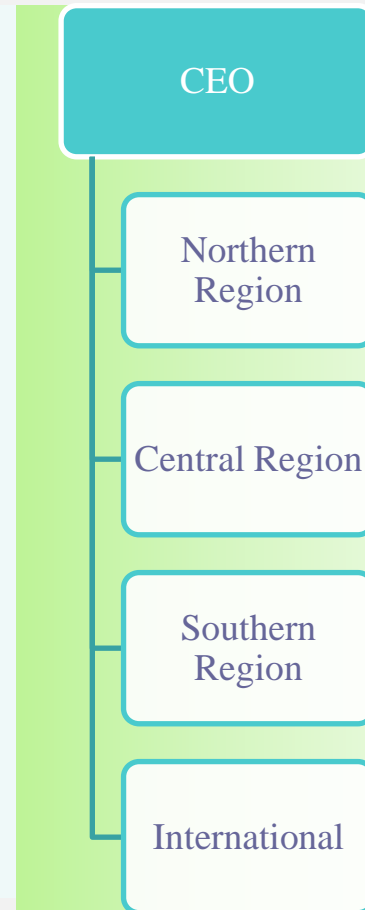 CEO
Northern
Region
Central Region
Southern
Region
International